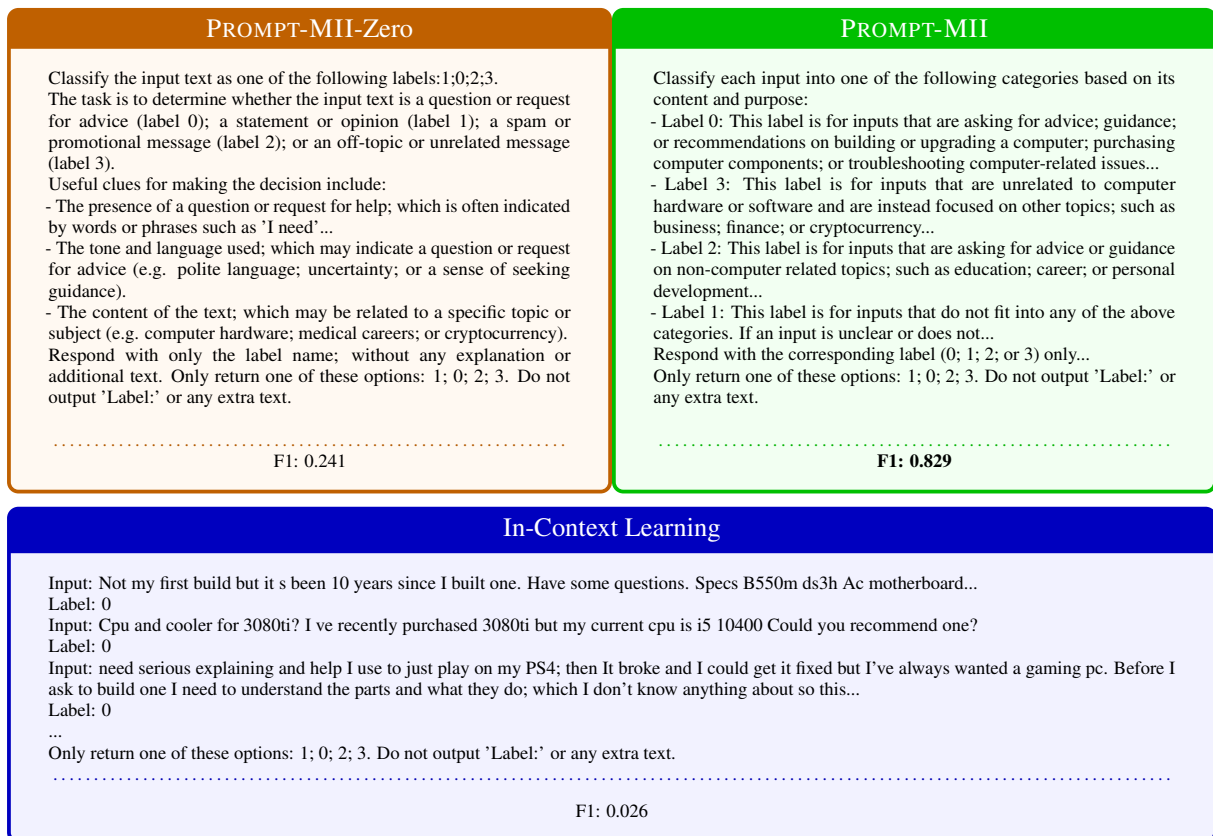 PROMPT-MII-Zero
Classify the input text as one of the following labels:1;0;2;3.
The task is to determine whether the input text is a question or request
for advice (label 0); a statement or opinion (label 1); a spam or
promotional message (label 2); or an off-topic or unrelated message
(label 3).
Useful clues for making the decision include:
- The presence of a question or request for help; which is often indicated
by words or phrases such as ’I need’...
- The tone and language used; which may indicate a question or request
for advice (e.g. polite language; uncertainty; or a sense of seeking
guidance).
- The content of the text; which may be related to a specific topic or
subject (e.g. computer hardware; medical careers; or cryptocurrency).
Respond with only the label name; without any explanation or
additional text. Only return one of these options: 1; 0; 2; 3. Do not
output ’Label:’ or any extra text.
F1: 0.241
PROMPT-MII
Classify each input into one of the following categories based on its
content and purpose:
- Label 0: This label is for inputs that are asking for advice; guidance;
or recommendations on building or upgrading a computer; purchasing
computer components; or troubleshooting computer-related issues...
- Label 3: This label is for inputs that are unrelated to computer
hardware or software and are instead focused on other topics; such as
business; finance; or cryptocurrency...
- Label 2: This label is for inputs that are asking for advice or guidance
on non-computer related topics; such as education; career; or personal
development...
- Label 1: This label is for inputs that do not fit into any of the above
categories. If an input is unclear or does not...
Respond with the corresponding label (0; 1; 2; or 3) only...
Only return one of these options: 1; 0; 2; 3. Do not output ’Label:’ or
any extra text.
F1: 0.829
In-Context Learning
Input: Not my first build but it s been 10 years since I built one. Have some questions. Specs B550m ds3h Ac motherboard...
Label: 0
Input: Cpu and cooler for 3080ti? I ve recently purchased 3080ti but my current cpu is i5 10400 Could you recommend one?
Label: 0
Input: need serious explaining and help I use to just play on my PS4; then It broke and I could get it fixed but I’ve always wanted a gaming pc. Before I
ask to build one I need to understand the parts and what they do; which I don’t know anything about so this...
Label: 0
...
Only return one of these options: 1; 0; 2; 3. Do not output ’Label:’ or any extra text.
F1: 0.026